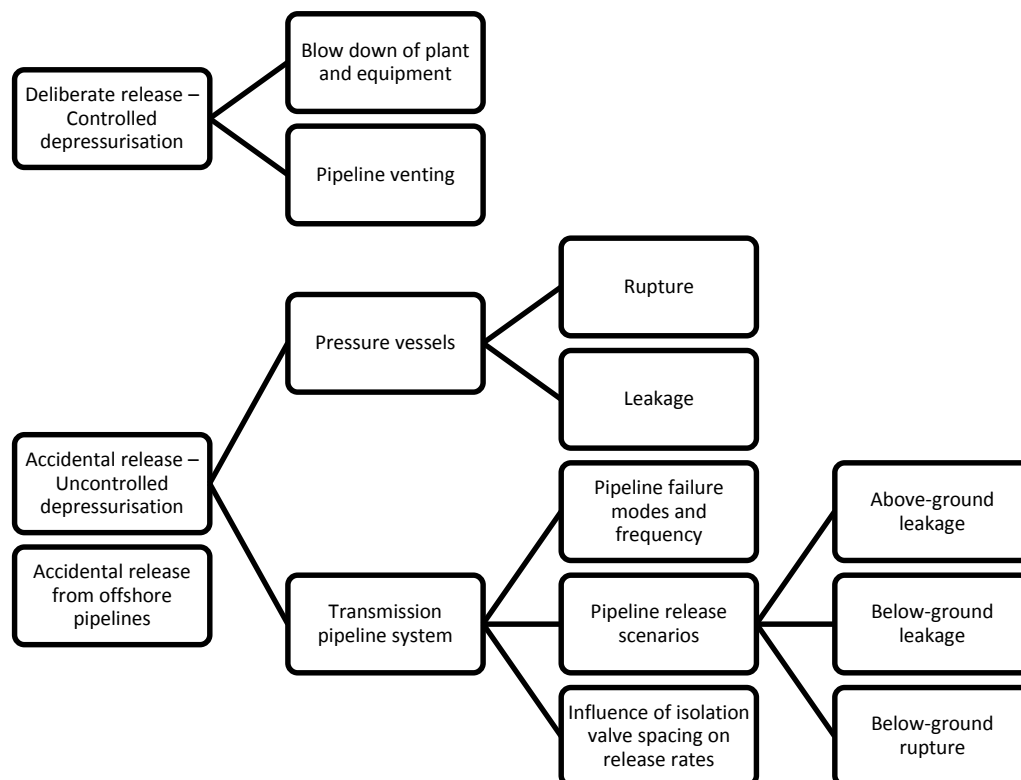 Deliberate release –
Controlled
depressurisation
Blow down of plant
and equipment
Pipeline venting
Accidental release –
Uncontrolled
depressurisation
Accidental release
from offshore
pipelines
Pressure vessels
Rupture
Leakage
Transmission
pipeline system
Pipeline failure
modes and
frequency
Pipeline release
scenarios
Influence of isolation
valve spacing on
release rates
Above-ground
leakage
Below-ground
leakage
Below-ground
rupture